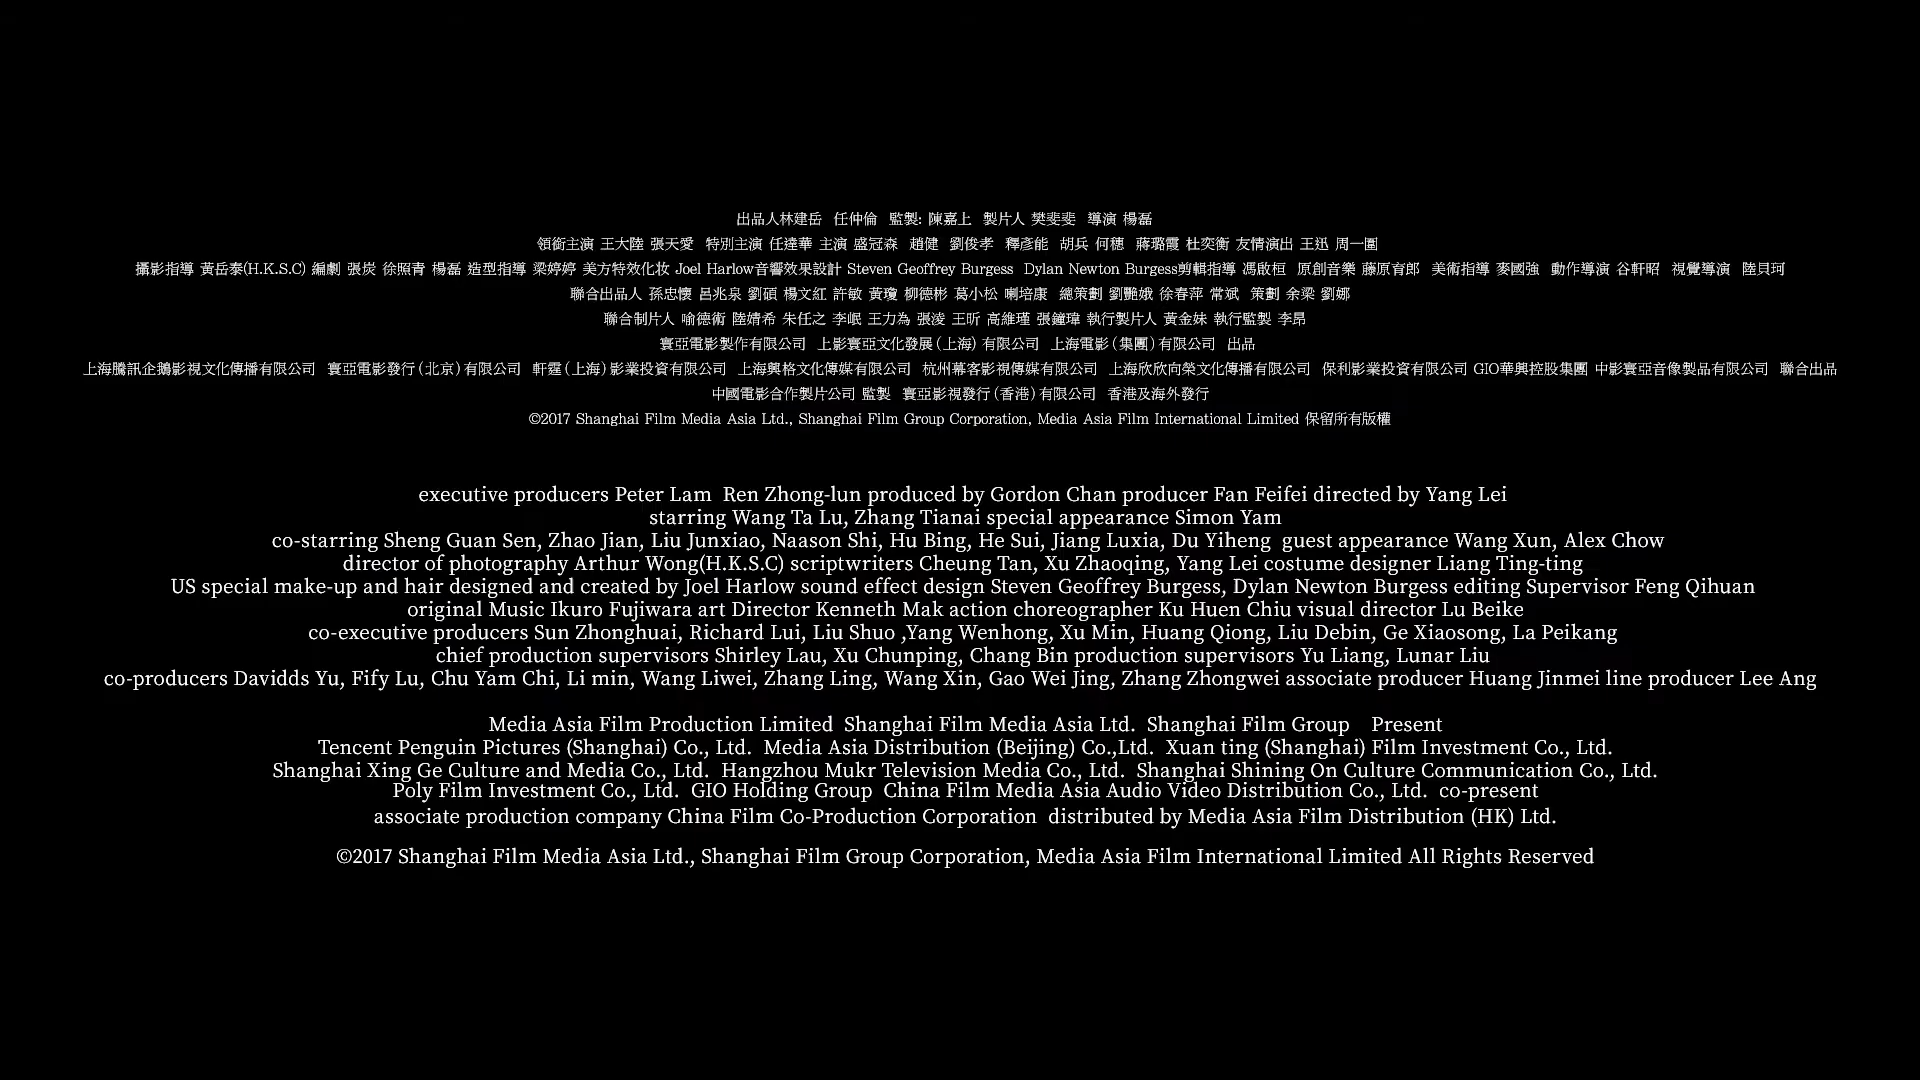 出品人林建岳 任仲倫 監製: 陳嘉上 製片人 樊斐斐 導演 楊磊
領銜主演 王大陸 張天愛 特別主演 任達華 主演 盛冠森 趙健 劉俊孝 釋彥能 胡兵 何穗 蔣璐霞 杜奕衡 友情演出 王迅 周一圍
攝影指導 黃岳泰(H.K.S.C) 編劇 張炭 徐照青 楊磊 造型指導 梁婷婷 美方特效化妝 Joel Harlow音響效果設計 Steven Geoffrey Burgess Dylan Newton Burgess剪輯指導 馮啟桓 原創音樂 藤原育郎 美術指導 麥國強 動作導演 谷軒昭 視覺導演 陸貝珂
聯合出品人 孫忠懷 呂兆泉 劉碩 楊文紅 許敏 黃瓊 柳德彬 葛小松 喇培康 總策劃 劉艷娥 徐春萍 常斌 策劃 余梁 劉娜
聯合制片人 喻德術 陸婧希 朱任之 李岷 王力為 張淩 王昕 高維瑾 張鐘瑋 執行製片人 黃金妹 執行監製 李昂
寰亞電影製作有限公司 上影寰亞文化發展（上海）有限公司 上海電影（集團）有限公司 出品
上海騰訊企鵝影視文化傳播有限公司 寰亞電影發行（北京）有限公司 軒霆（上海）影業投資有限公司 上海興格文化傳媒有限公司 杭州幕客影視傳媒有限公司 上海欣欣向榮文化傳播有限公司 保利影業投資有限公司 GIO華興控股集團 中影寰亞音像製品有限公司 聯合出品
中國電影合作製片公司 監製 寰亞影視發行（香港）有限公司 香港及海外發行
©2017 Shanghai Film Media Asia Ltd., Shanghai Film Group Corporation, Media Asia Film International Limited 保留所有版權
executive producers Peter Lam Ren Zhong-lun produced by Gordon Chan producer Fan Feifei directed by Yang Lei
starring Wang Ta Lu, Zhang Tianai special appearance Simon Yam
co-starring Sheng Guan Sen, Zhao Jian, Liu Junxiao, Naason Shi, Hu Bing, He Sui, Jiang Luxia, Du Yiheng guest appearance Wang Xun, Alex Chow
director of photography Arthur Wong(H.K.S.C) scriptwriters Cheung Tan, Xu Zhaoqing, Yang Lei costume designer Liang Ting-ting
US special make-up and hair designed and created by Joel Harlow sound effect design Steven Geoffrey Burgess, Dylan Newton Burgess editing Supervisor Feng Qihuan
original Music Ikuro Fujiwara art Director Kenneth Mak action choreographer Ku Huen Chiu visual director Lu Beike
co-executive producers Sun Zhonghuai, Richard Lui, Liu Shuo ,Yang Wenhong, Xu Min, Huang Qiong, Liu Debin, Ge Xiaosong, La Peikang
chief production supervisors Shirley Lau, Xu Chunping, Chang Bin production supervisors Yu Liang, Lunar Liu
co-producers Davidds Yu, Fify Lu, Chu Yam Chi, Li min, Wang Liwei, Zhang Ling, Wang Xin, Gao Wei Jing, Zhang Zhongwei associate producer Huang Jinmei line producer Lee Ang
Media Asia Film Production Limited Shanghai Film Media Asia Ltd. Shanghai Film Group Present
Tencent Penguin Pictures (Shanghai) Co., Ltd. Media Asia Distribution (Beijing) Co.,Ltd. Xuan ting (Shanghai) Film Investment Co., Ltd.
Shanghai Xing Ge Culture and Media Co., Ltd. Hangzhou Mukr Television Media Co., Ltd. Shanghai Shining On Culture Communication Co., Ltd.
Poly Film Investment Co., Ltd. GIO Holding Group China Film Media Asia Audio Video Distribution Co., Ltd. co-present
associate production company China Film Co-Production Corporation distributed by Media Asia Film Distribution (HK) Ltd.
©2017 Shanghai Film Media Asia Ltd., Shanghai Film Group Corporation, Media Asia Film International Limited All Rights Reserved